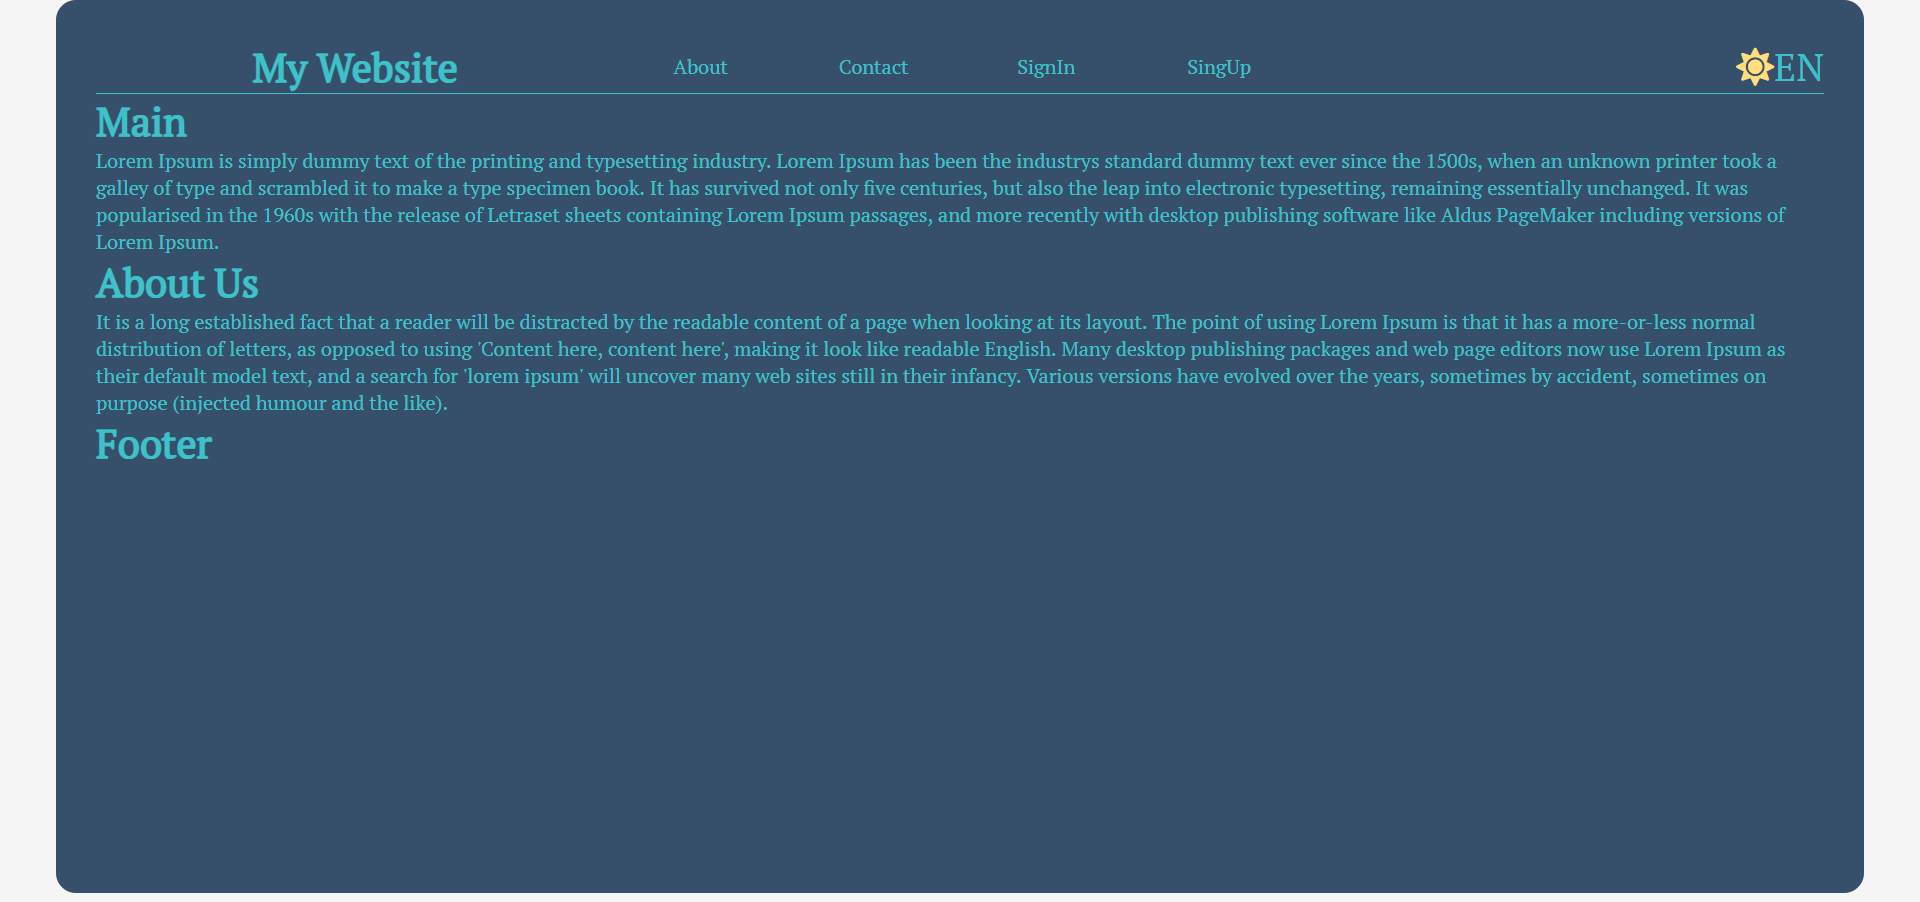 My Website About Contact SignIn SingUp EN
Main
Lorem Ipsum is simply dummy text of the printing and typesetting industry. Lorem Ipsum has been the industrys standard dummy text ever since the 1500s, when an unknown printer took a
galley of type and scrambled it to make a type specimen book. It has survived not only five centuries, but also the leap into electronic typesetting, remaining essentially unchanged. It was
popularised in the 1960s with the release of Letraset sheets containing Lorem Ipsum passages, and more recently with desktop publishing software like Aldus PageMaker including versions of
Lorem Ipsum.
About Us
It is a long established fact that a reader will be distracted by the readable content of a page when looking at its layout. The point of using Lorem Ipsum is that it has a more-or-less normal
distribution of letters, as opposed to using 'Content here, content here', making it look like readable English. Many desktop publishing packages and web page editors now use Lorem Ipsum as
their default model text, and a search for 'lorem ipsum' will uncover many web sites still in their infancy. Various versions have evolved over the years, sometimes by accident, sometimes on
purpose (injected humour and the like).
Footer